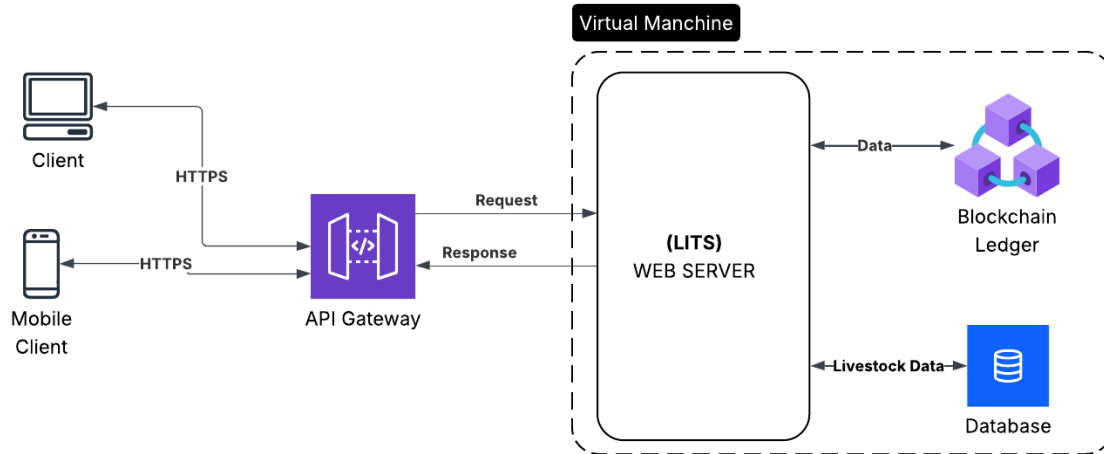 Virtual Manchine
Client
HTTPS
Mobile
Client
HTTPS
API Gateway
Request
Response
(LITS)
WEB SERVER
Data
Blockchain
Ledger
Livestock Data
Database